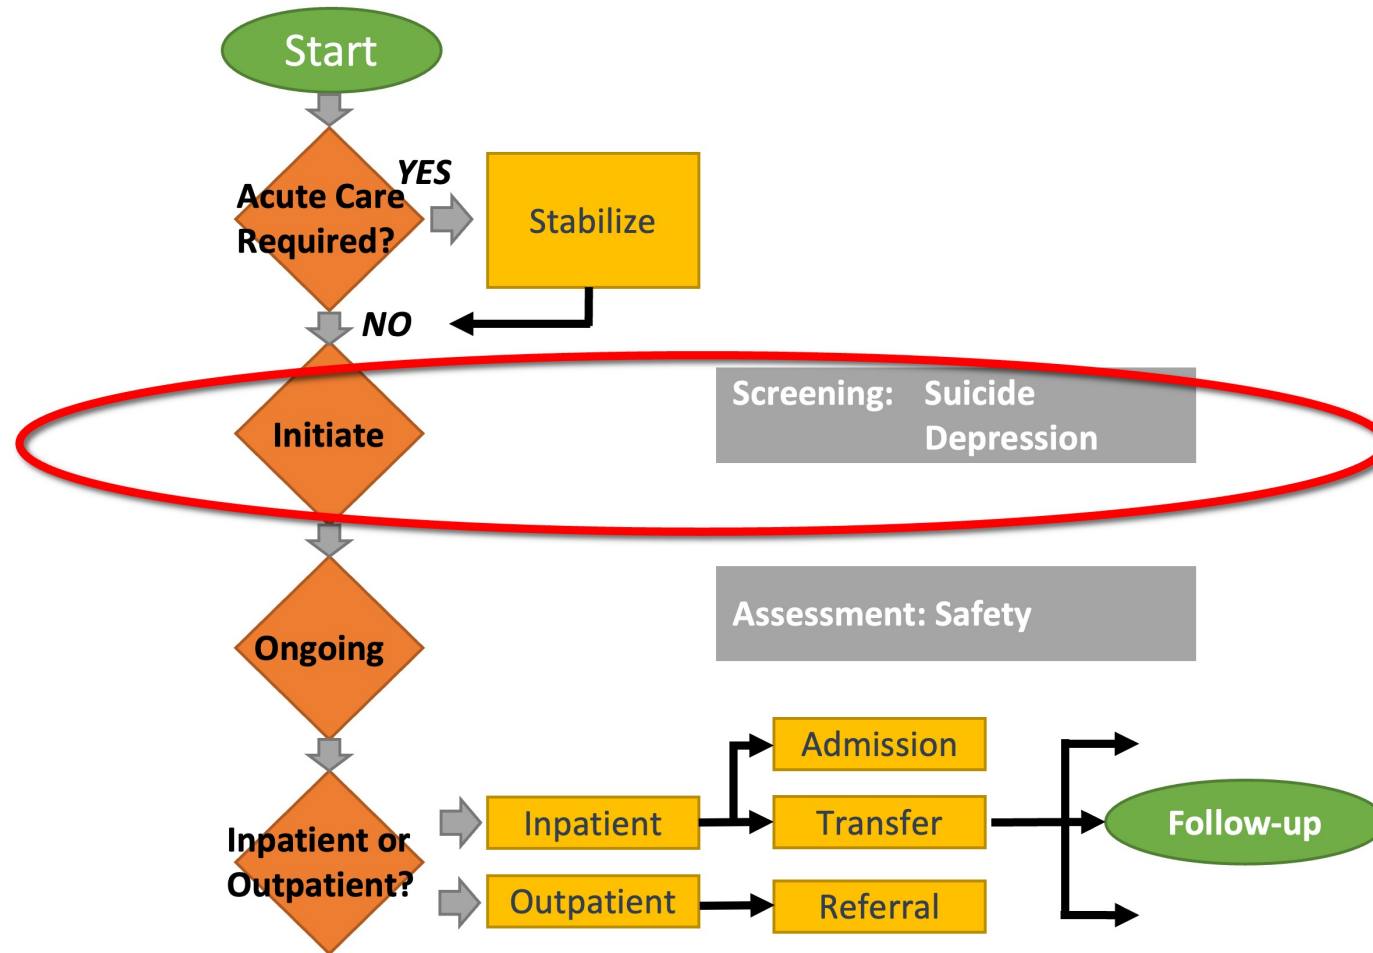 Start
YES
Acute Care
Required?
Stabilize
NO
Screening: Suicide
Depression
Initiate
Assessment: Safety
Ongoing
Admission
Inpatient or
Outpatient?
Inpatient
Transfer
Follow-up
Outpatient
Referral